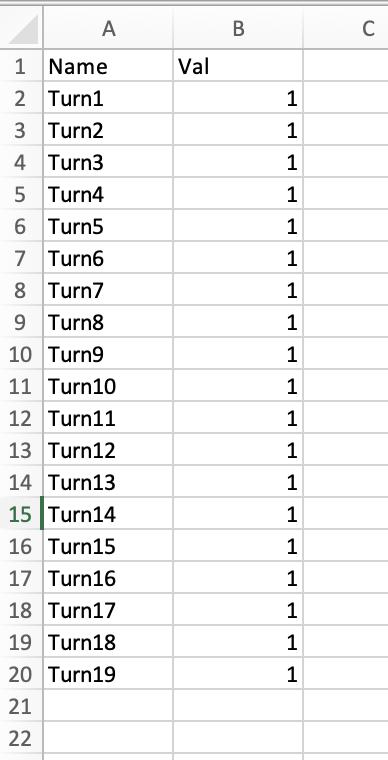 A B C
1 Name Val
2 Turn1 1
3 Turn2 1
4 Turn3 1
5 Turn4 1
6 Turn5 1
7 Turn6 1
8 Turn7 1
9 Turn8 1
10 Turn9 1
11 Turn10 1
12 Turn11 1
13 Turn12 1
14 Turn13 1
15 Turn14 1
16 Turn15 1
17 Turn16 1
18 Turn17 1
19 Turn18 1
20 Turn19 1
21
22